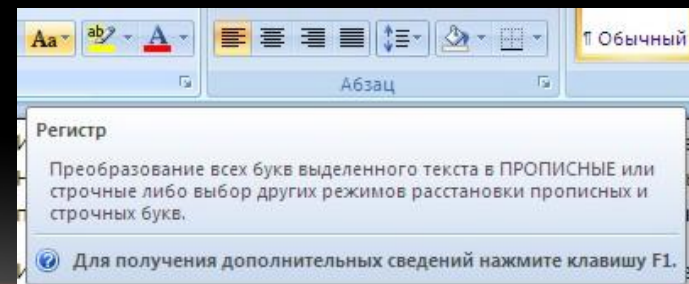 Aa ab A ¶ Обычный
Абзац
Регистр
Преобразование всех букв выделенного текста в ПРОПИСНЫЕ или
строчные либо выбор других режимов расстановки прописных и
строчных букв.
Для получения дополнительных сведений нажмите клавишу F1.